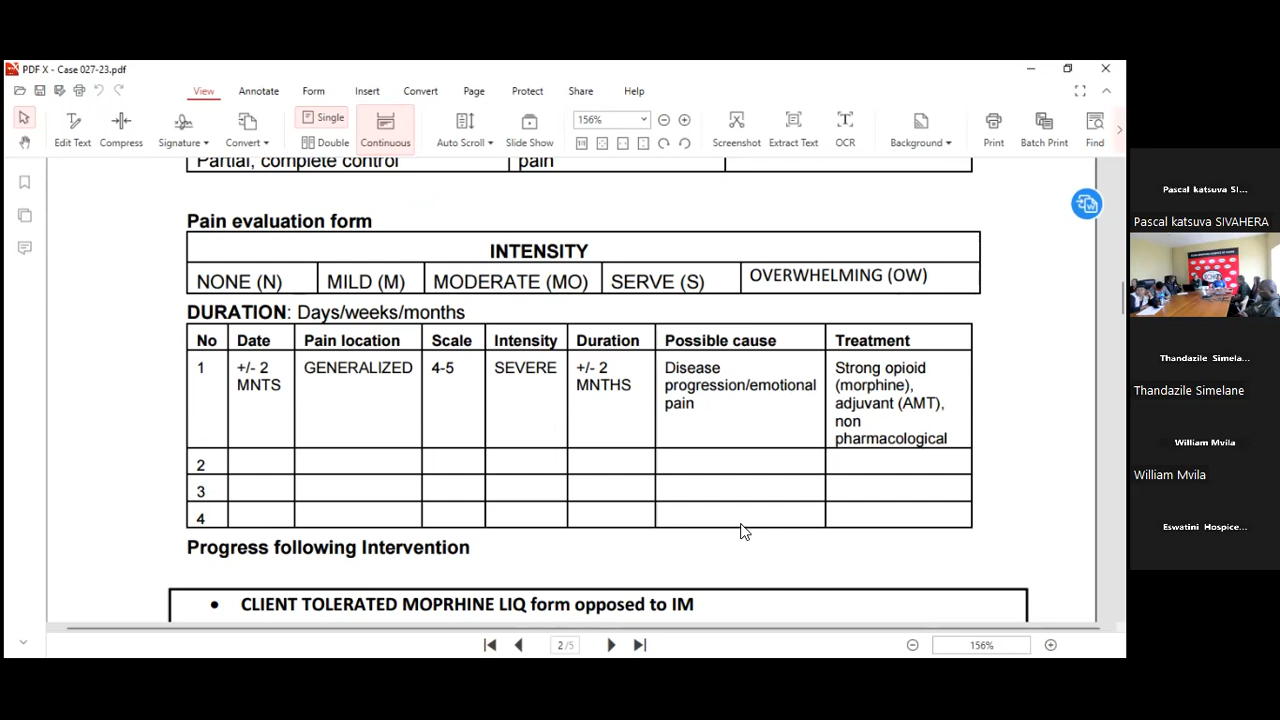 PDF X - Case 027-23.pdf
View Annotate Form Insert Convert Page Protect Share Help
Single
156%
Edit Text Compress Signature Convert Double Continuous Auto Scroll Slide Show Screenshot Extract Text OCR Background Print Batch Print Find
Partial, complete control pain
Pain evaluation form
INTENSITY
NONE (N) MILD (M) MODERATE (MO) SERVE (S) OVERWHELMING (OW)
DURATION: Days/weeks/months
No Date Pain location Scale Intensity Duration Possible cause Treatment
1 +/- 2 GENERALIZED 4-5 SEVERE +/- 2 Disease Strong opioid
MNTS MNTHS progression/emotional (morphine),
pain adjuvant (AMT),
non
pharmacological
2
3
4
Progress following Intervention
• CLIENT TOLERATED MOPRHINE LIQ form opposed to IM
2 /5
156%
Pascal katsuva SI...
Pascal katsuva SIVAHERA
Thandazile Simela...
Thandazile Simelane
William Mvila
William Mvila
Eswatini Hospice...